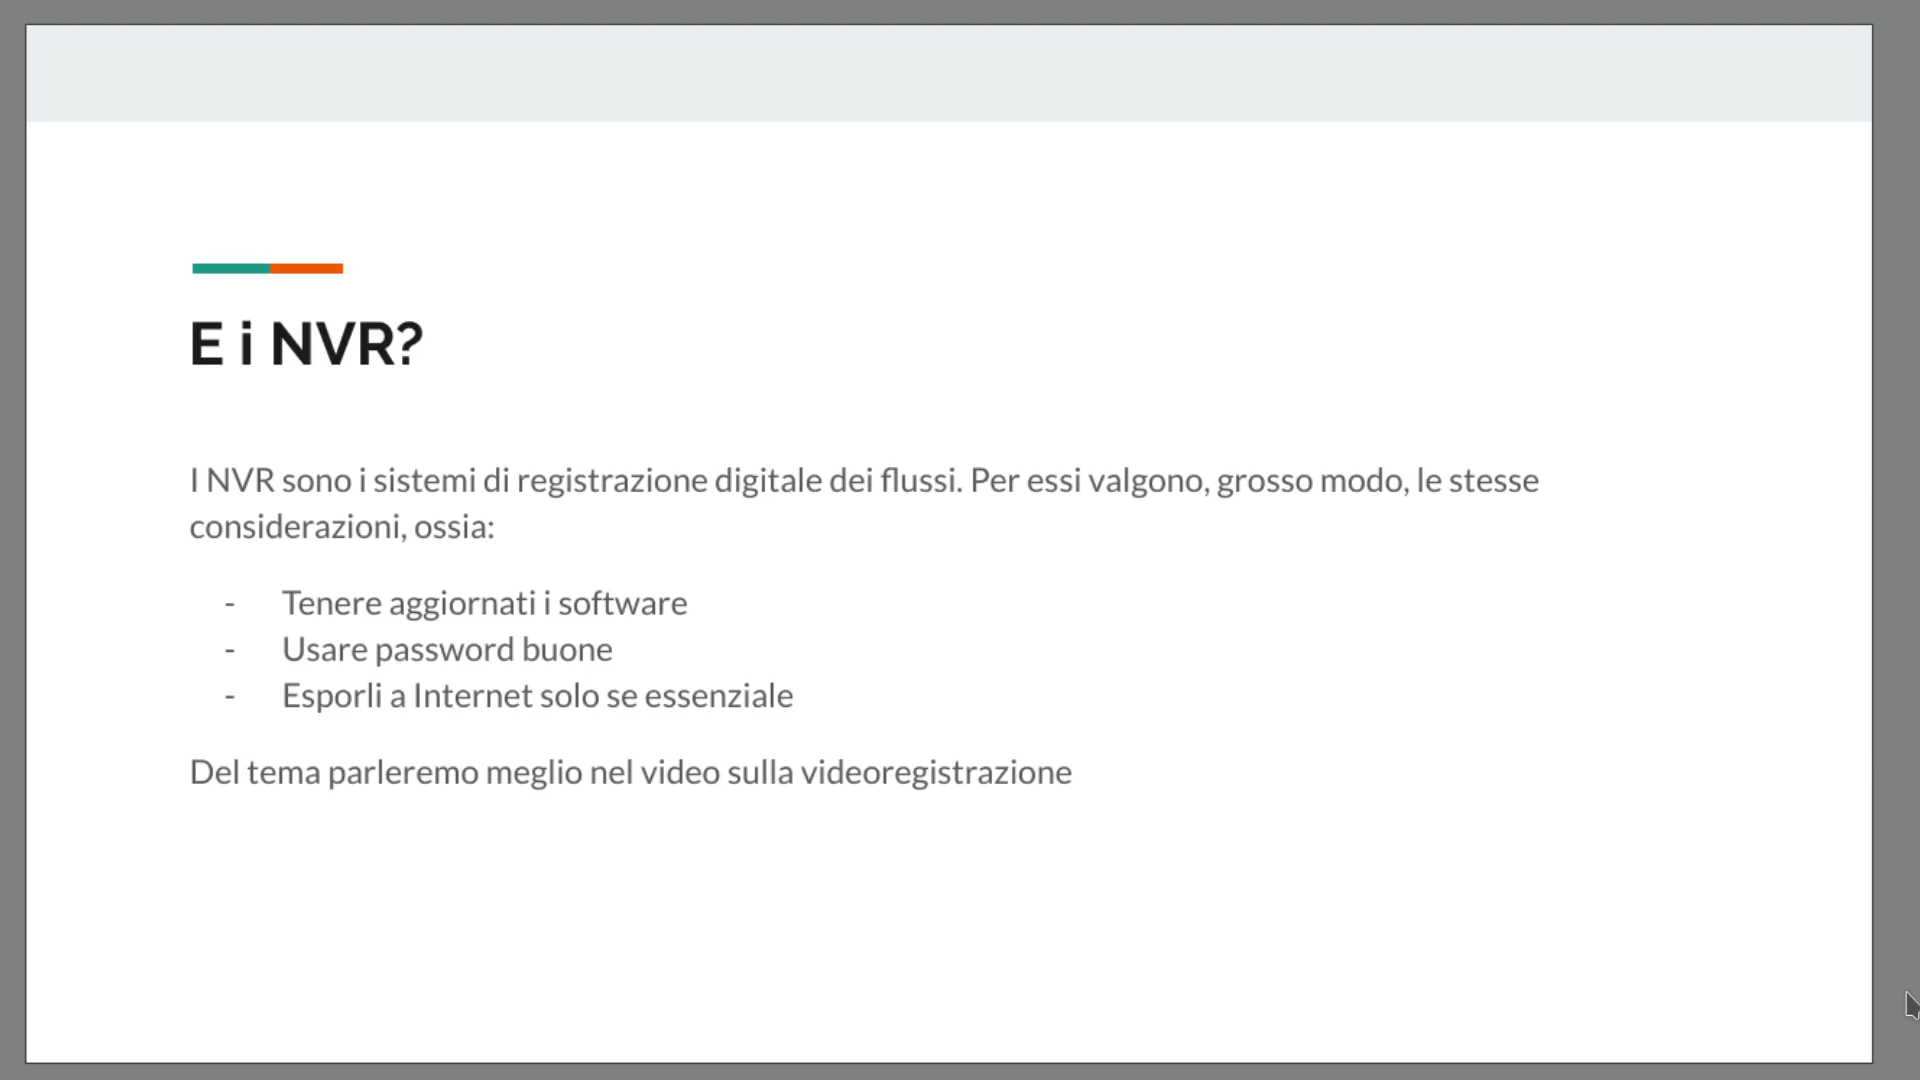 E i NVR?
I NVR sono i sistemi di registrazione digitale dei flussi. Per essi valgono, grosso modo, le stesse
considerazioni, ossia:
- Tenere aggiornati i software
- Usare password buone
- Esporli a Internet solo se essenziale
Del tema parleremo meglio nel video sulla videoregistrazione